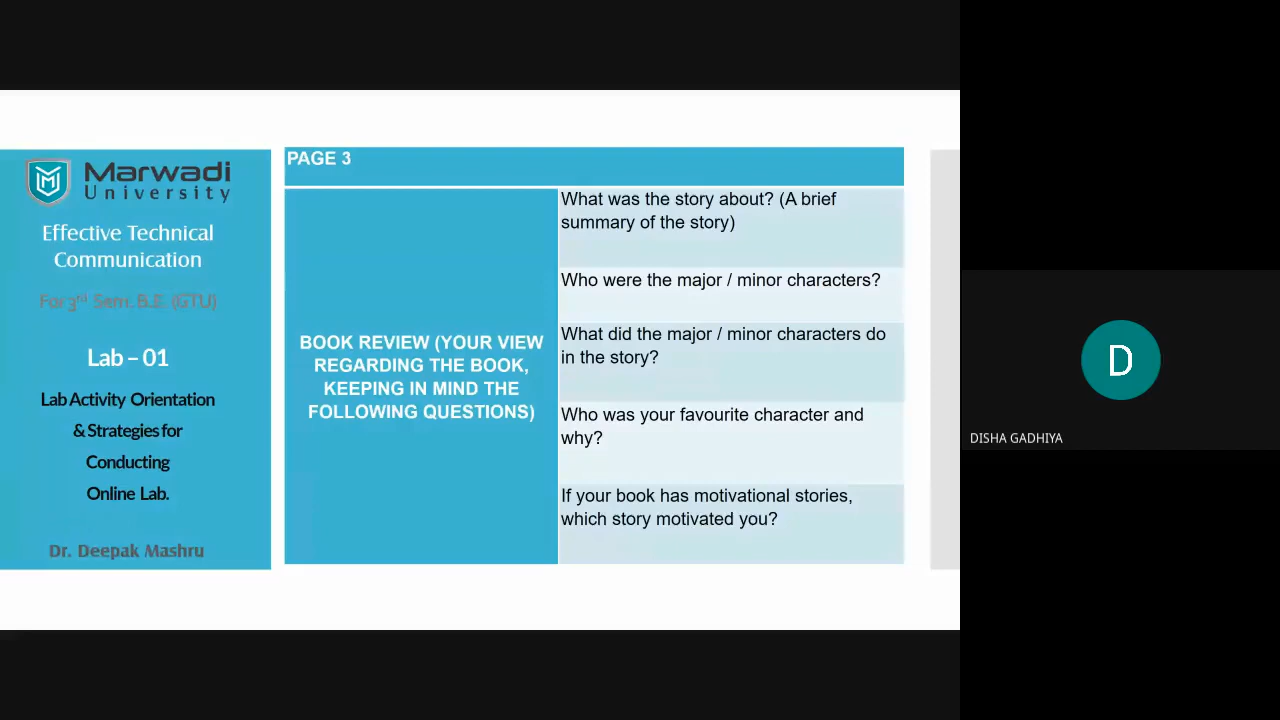 Marwadi
University
Effective Technical
Communication
For 3rd Sem. B.E. (GTU)
Lab – 01
Lab Activity Orientation
& Strategies for
Conducting
Online Lab.
Dr. Deepak Mashru
PAGE 3
BOOK REVIEW (YOUR VIEW
REGARDING THE BOOK,
KEEPING IN MIND THE
FOLLOWING QUESTIONS)
What was the story about? (A brief
summary of the story)
Who were the major / minor characters?
What did the major / minor characters do
in the story?
Who was your favourite character and
why?
If your book has motivational stories,
which story motivated you?
D
DISHA GADHIYA